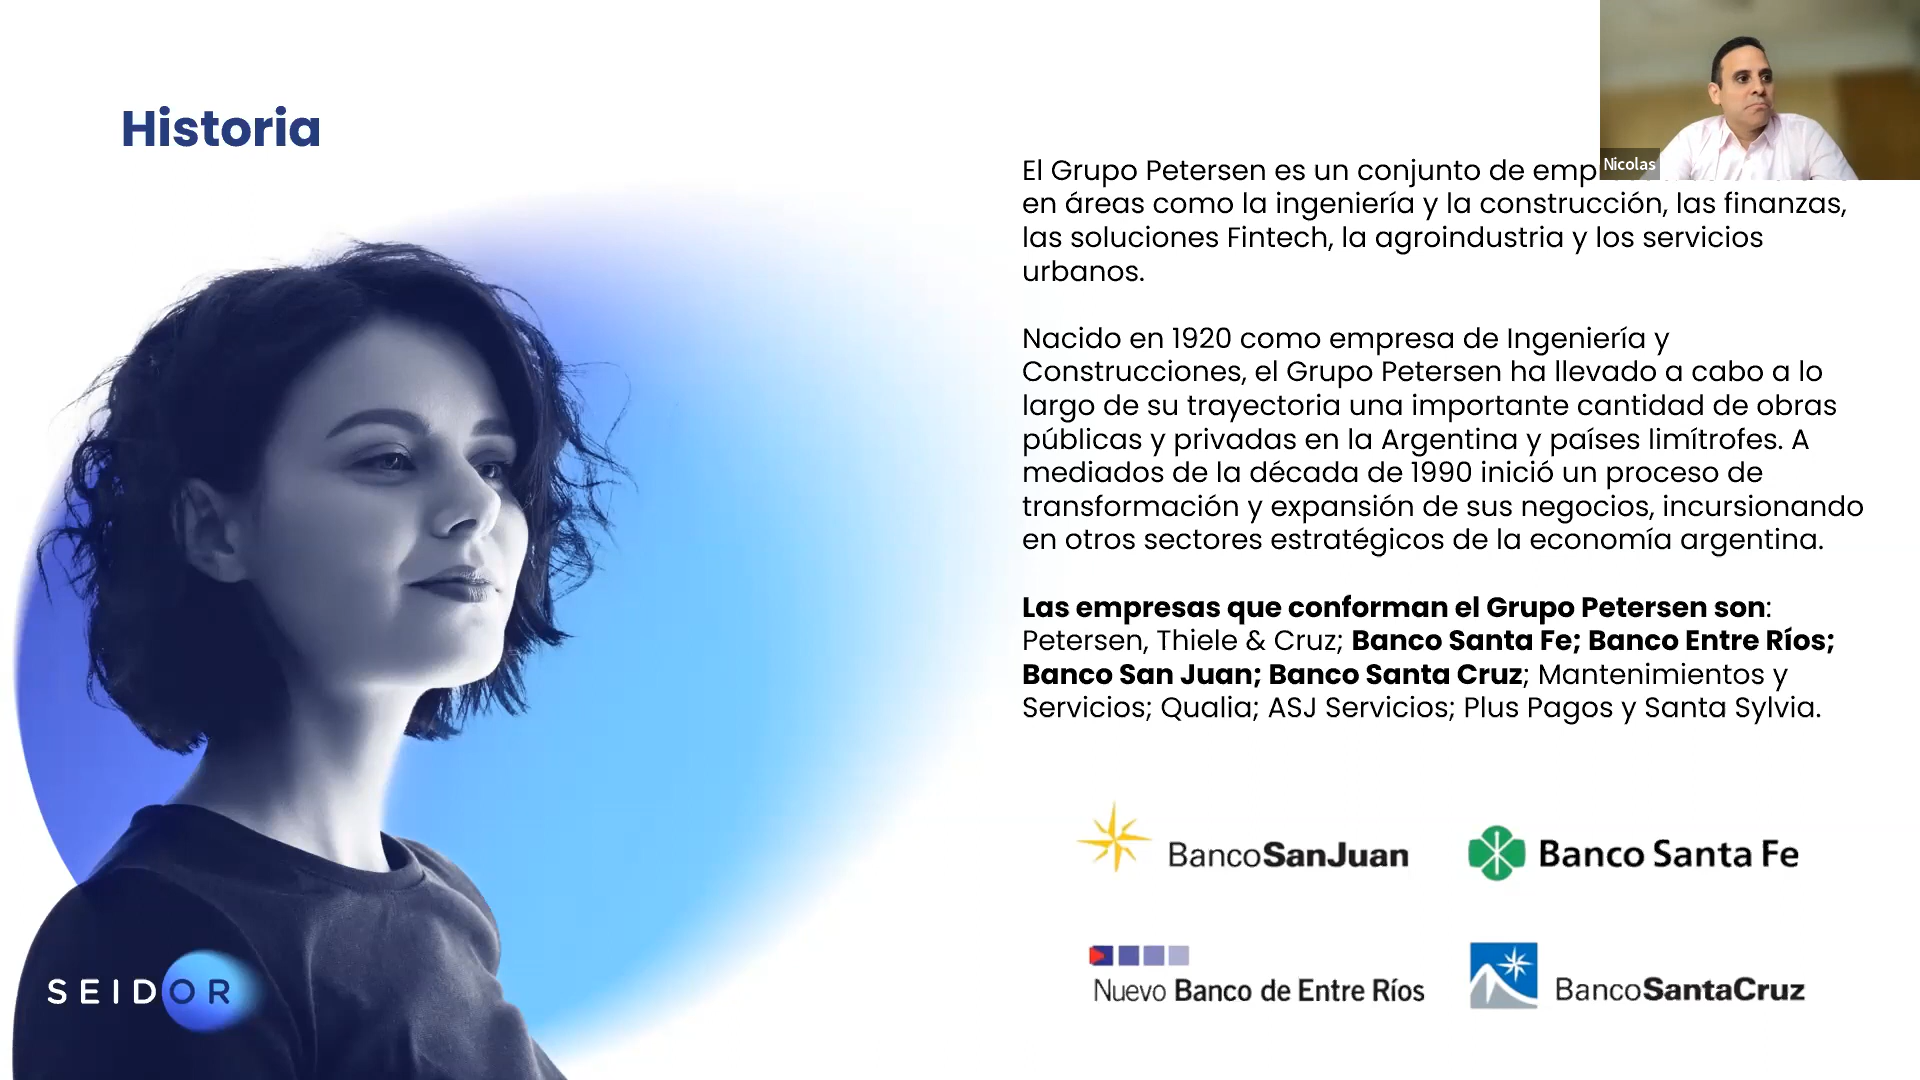 Historia
Nicolas
El Grupo Petersen es un conjunto de
en áreas como la ingeniería y la construcción, las finanzas,
las soluciones Fintech, la agroindustria y los servicios
urbanos.
Nacido en 1920 como empresa de Ingeniería y
Construcciones, el Grupo Petersen ha llevado a cabo a lo
largo de su trayectoria una importante cantidad de obras
públicas y privadas en la Argentina y países limítrofes. A
mediados de la década de 1990 inició un proceso de
transformación y expansión de sus negocios, incursionando
en otros sectores estratégicos de la economía argentina.
Las empresas que conforman el Grupo Petersen son:
Petersen, Thiele & Cruz; Banco Santa Fe; Banco Entre Ríos;
Banco San Juan; Banco Santa Cruz; Mantenimientos y
Servicios; Qualia; ASJ Servicios; Plus Pagos y Santa Sylvia.
BancoSanJuan
Banco Santa Fe
Nuevo Banco de Entre Ríos
BancoSantaCruz
SEIDOR